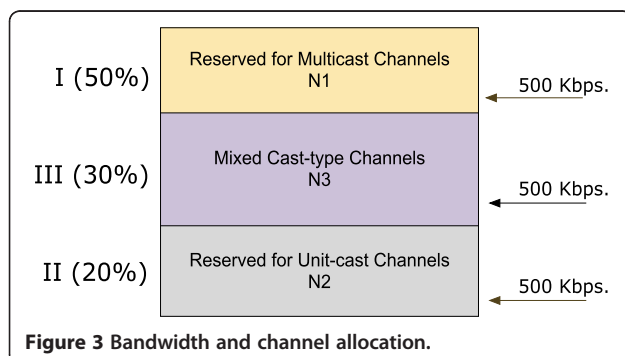 I (50%)
Reserved for Multicast Channels
N1
500 Kbps.
III (30%)
Mixed Cast-type Channels
N3
500 Kbps.
II (20%)
Reserved for Unit-cast Channels
N2
500 Kbps.
Figure 3 Bandwidth and channel allocation.